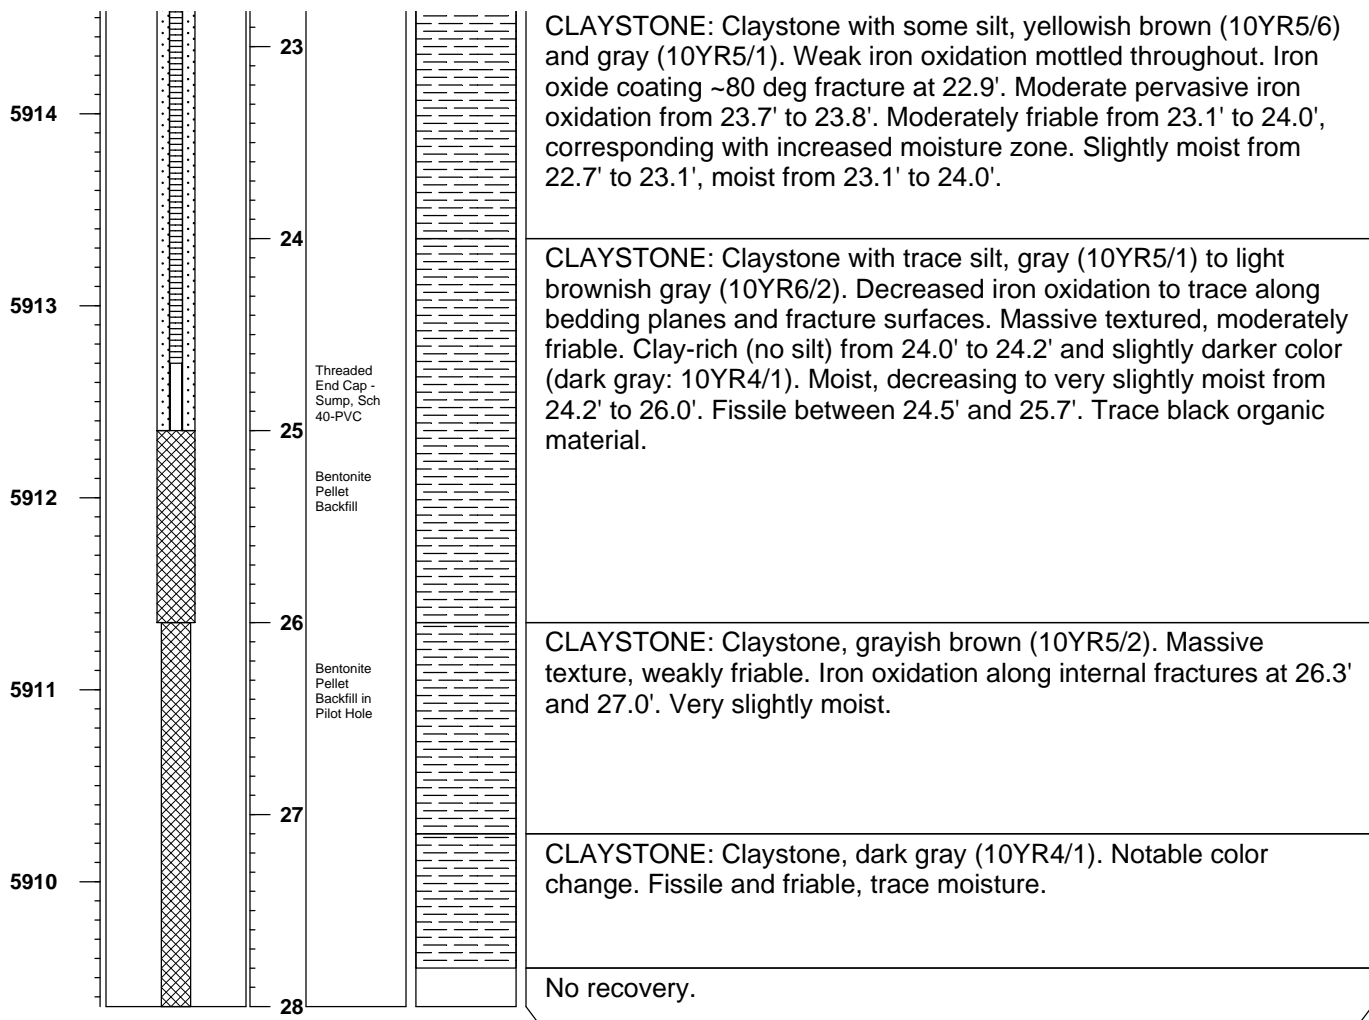 5914
5913
5912
5911
5910
23
24
25
26
27
28
Threaded
End Cap -
Sump, Sch
40-PVC
Bentonite
Pellet
Backfill
Bentonite
Pellet
Backfill in
Pilot Hole
CLAYSTONE: Claystone with some silt, yellowish brown (10YR5/6)
and gray (10YR5/1). Weak iron oxidation mottled throughout. Iron
oxide coating ~80 deg fracture at 22.9'. Moderate pervasive iron
oxidation from 23.7' to 23.8'. Moderately friable from 23.1' to 24.0',
corresponding with increased moisture zone. Slightly moist from
22.7' to 23.1', moist from 23.1' to 24.0'.
CLAYSTONE: Claystone with trace silt, gray (10YR5/1) to light
brownish gray (10YR6/2). Decreased iron oxidation to trace along
bedding planes and fracture surfaces. Massive textured, moderately
friable. Clay-rich (no silt) from 24.0' to 24.2' and slightly darker color
(dark gray: 10YR4/1). Moist, decreasing to very slightly moist from
24.2' to 26.0'. Fissile between 24.5' and 25.7'. Trace black organic
material.
CLAYSTONE: Claystone, grayish brown (10YR5/2). Massive
texture, weakly friable. Iron oxidation along internal fractures at 26.3'
and 27.0'. Very slightly moist.
CLAYSTONE: Claystone, dark gray (10YR4/1). Notable color
change. Fissile and friable, trace moisture.
No recovery.